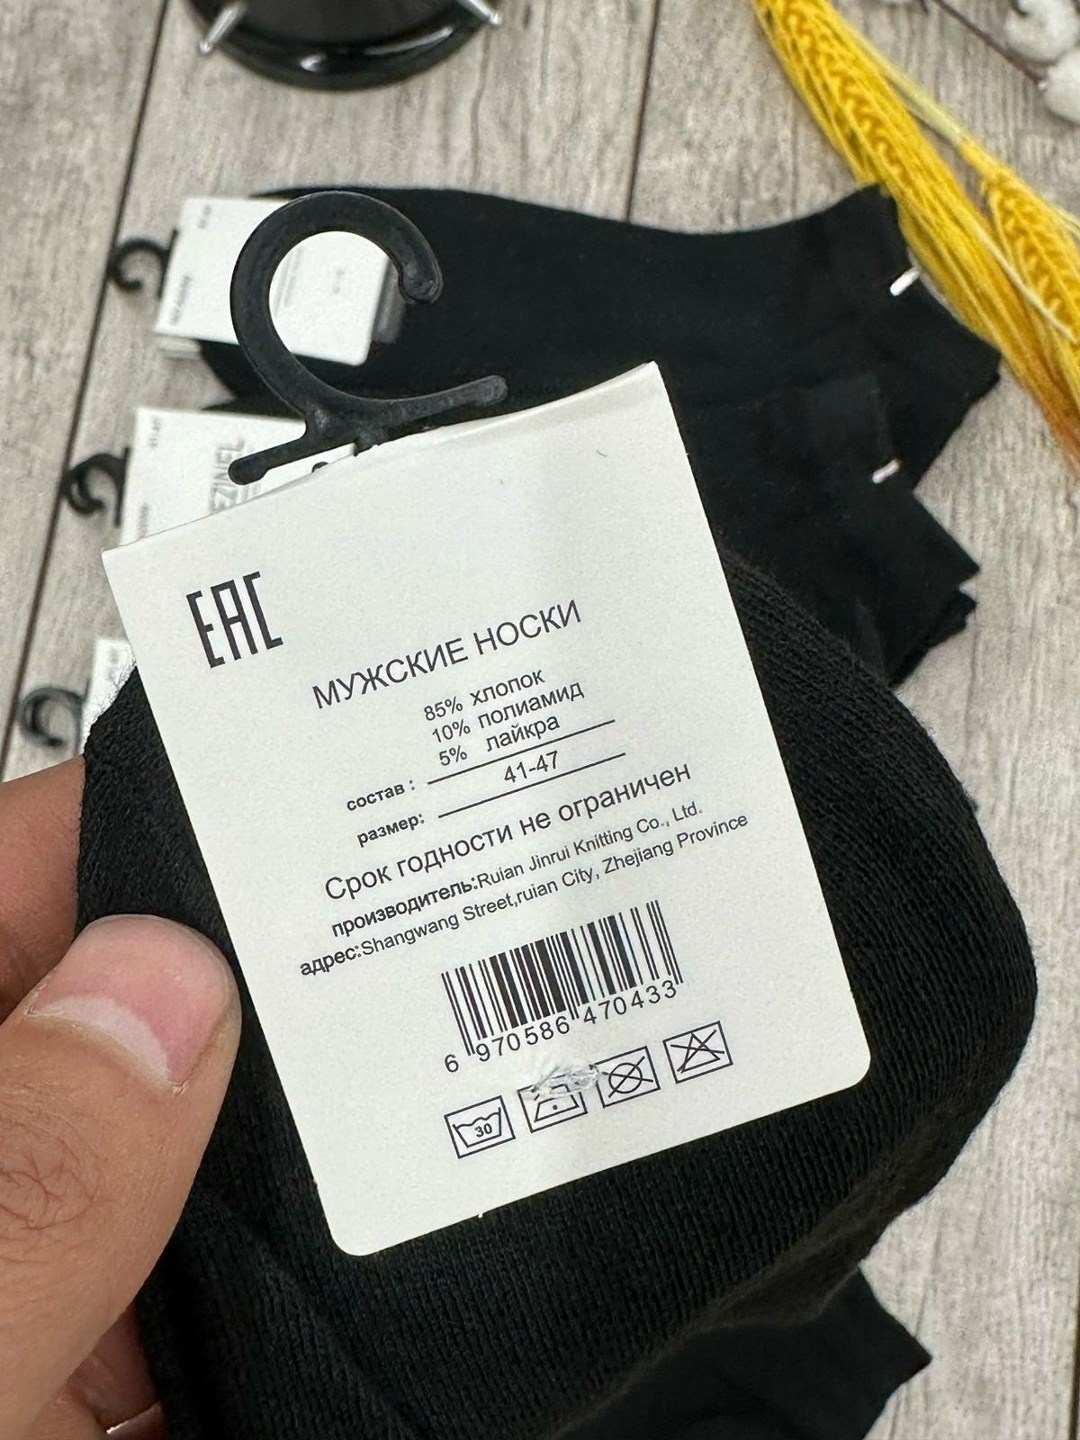 EZINEL
EAC
МУЖСКИЕ НОСКИ
85% хлопок
10% полиамид
5% лайкра
состав :
41-47
размер:
Срок годности не ограничен
производитель:Ruian Jinrui Knitting Co., Ltd.
адрес:Shangwang Street,ruian City, Zhejiang Province
6 970586 470433
30